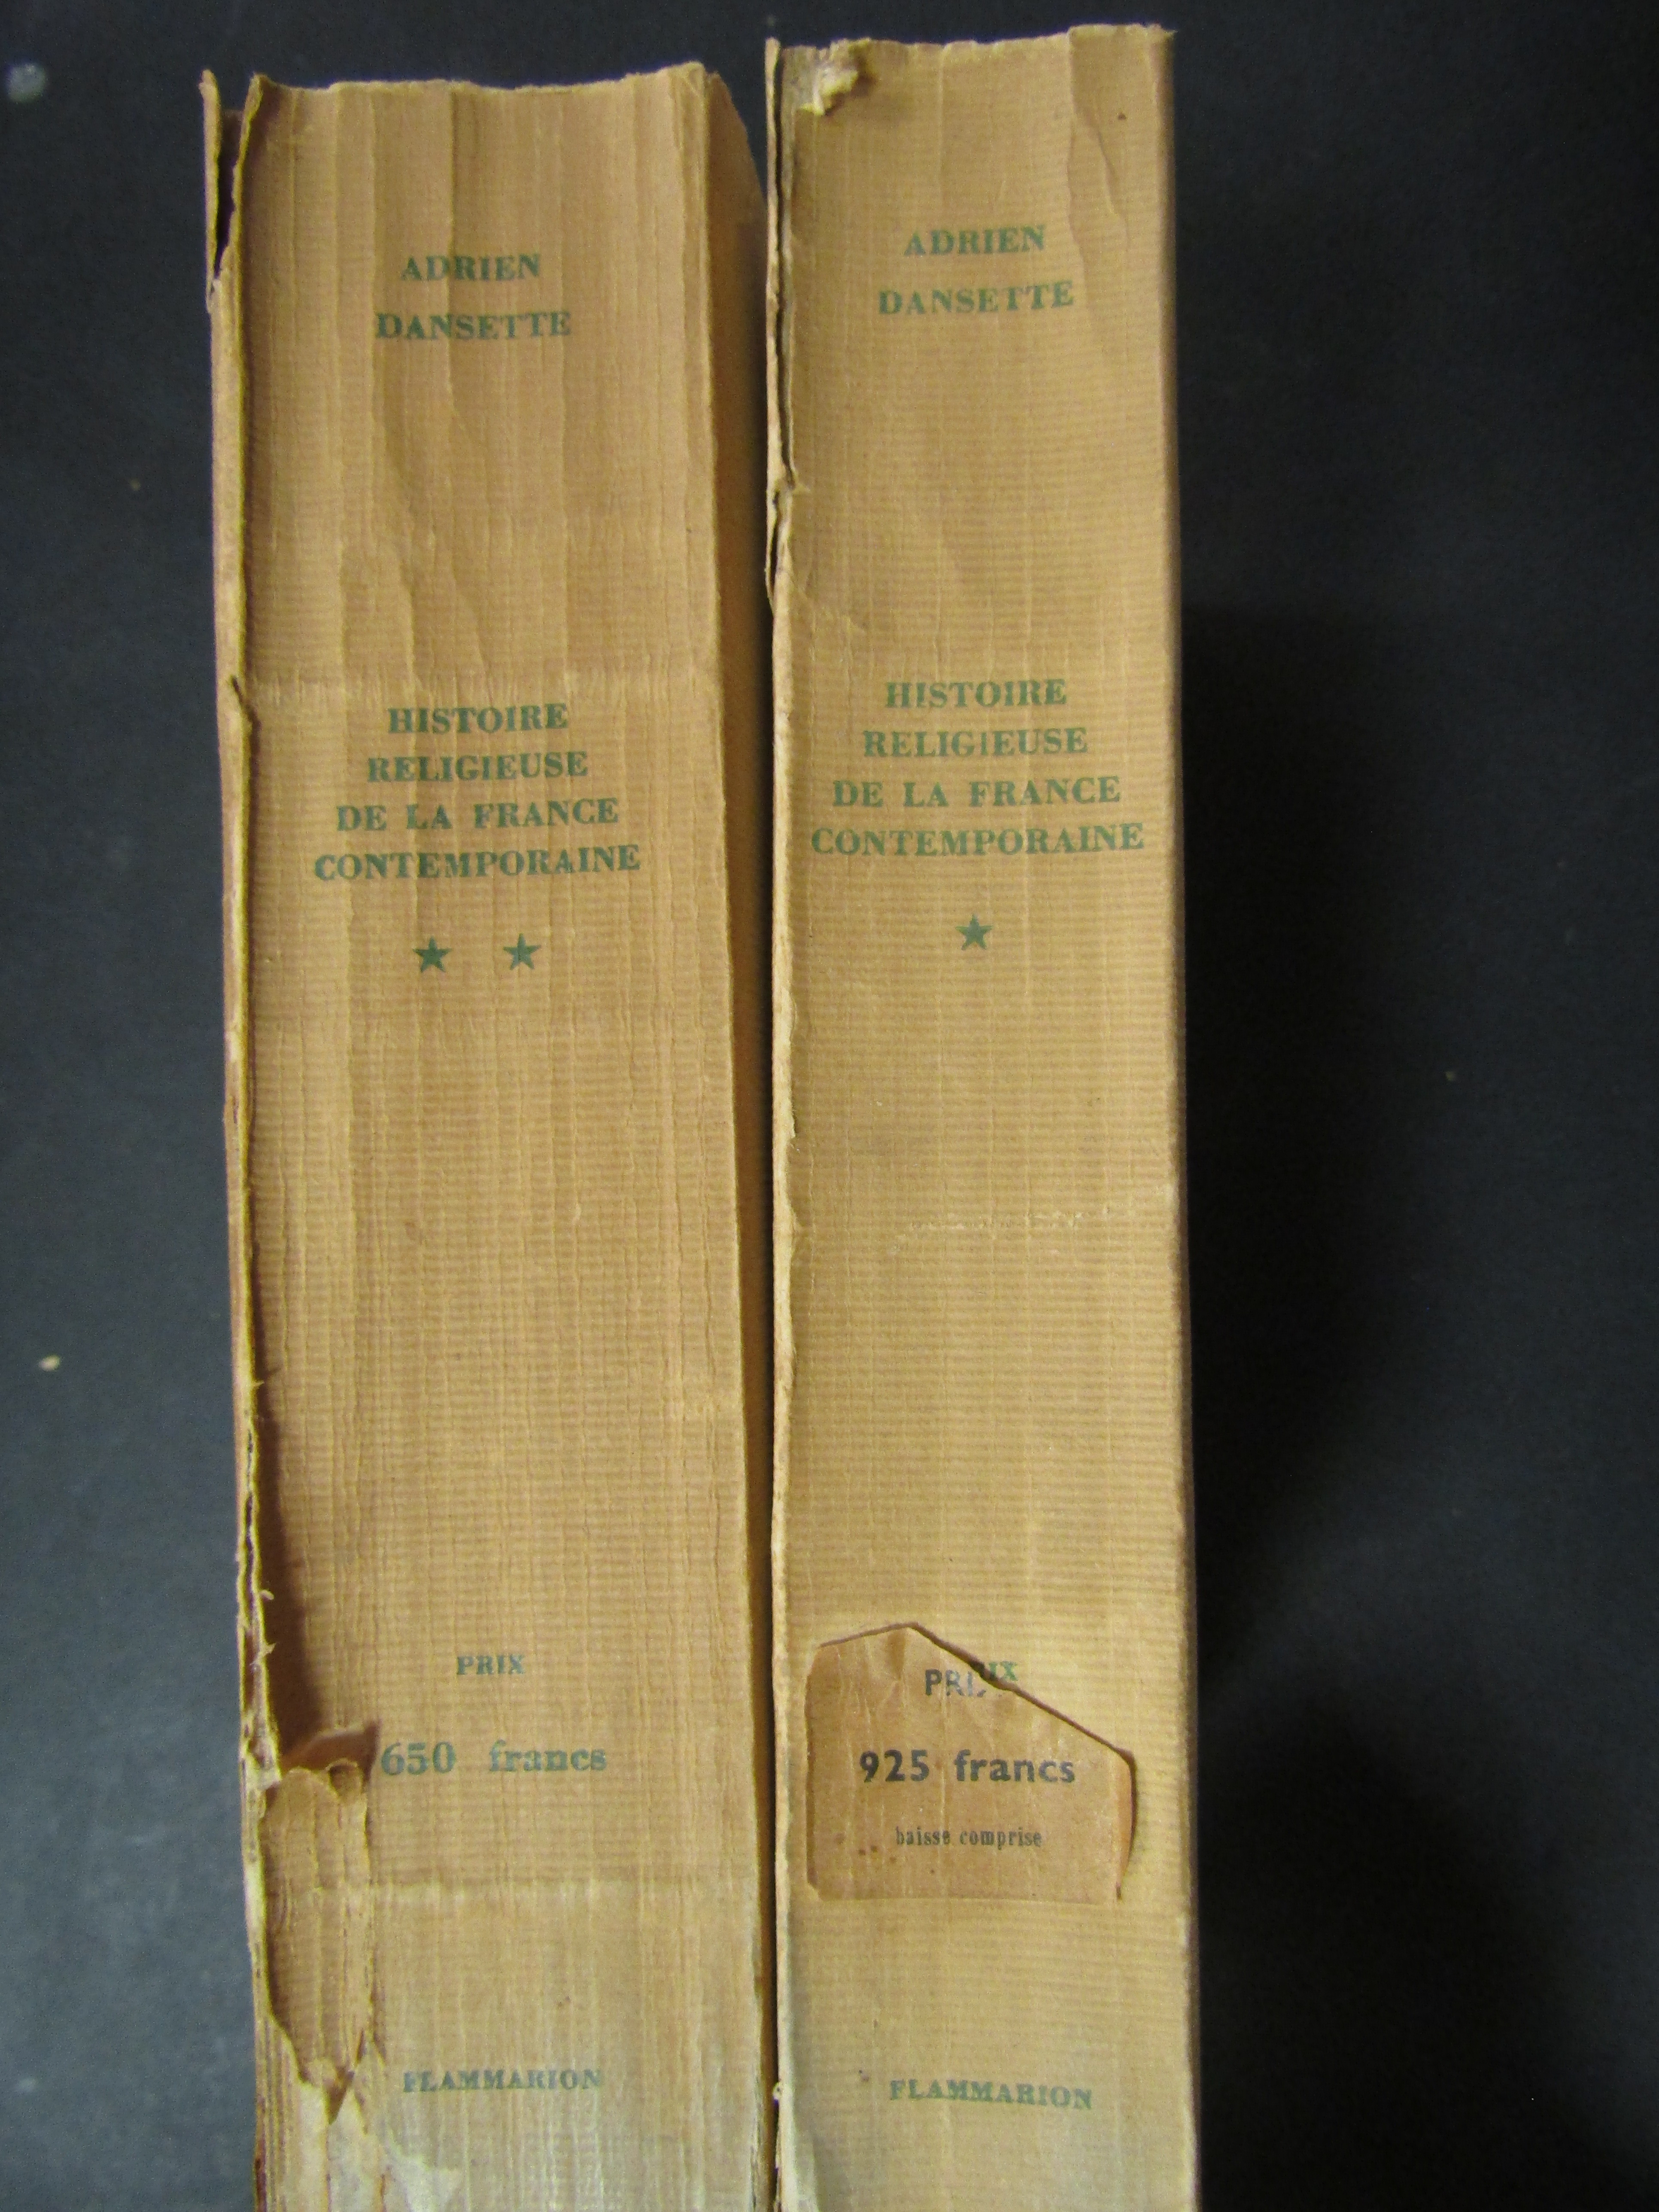 ADRIEN
DANSETTE
HISTOIRE
RELIGIEUSE
DE LA FRANCE
CONTEMPORAINE
★ ★
PRIX
650 francs
FLAMMARION
ADRIEN
DANSETTE
HISTOIRE
RELIGIEUSE
DE LA FRANCE
CONTEMPORAINE
★
PRIX
925 francs
baisse comprise
FLAMMARION